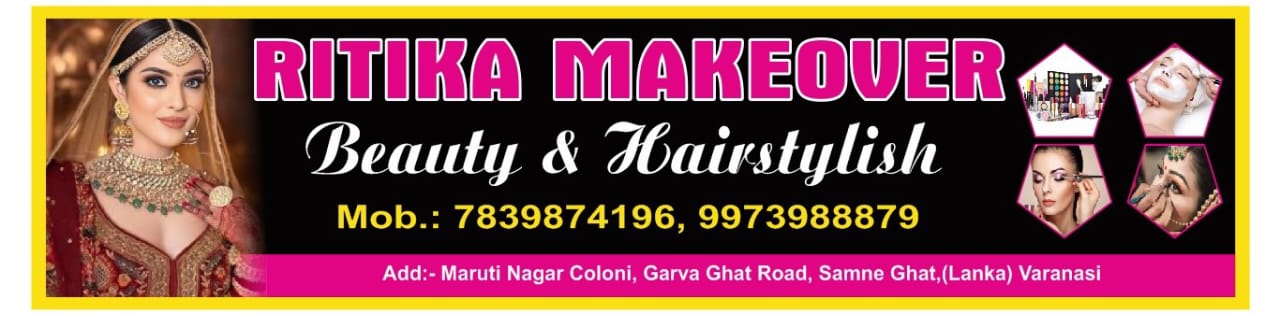 RITIKA MAKEOVER
Beauty & Hairstylish
Mob.: 7839874196, 9973988879
Add:- Maruti Nagar Coloni, Garva Ghat Road, Samne Ghat,(Lanka) Varanasi